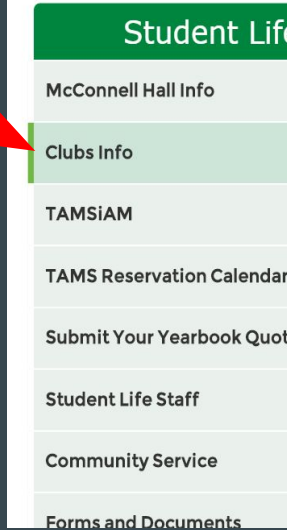 Student Life
McConnell Hall Info
Clubs Info
TAMSiAM
TAMS Reservation Calendar
Submit Your Yearbook Quot
Student Life Staff
Community Service
Forms and Documents